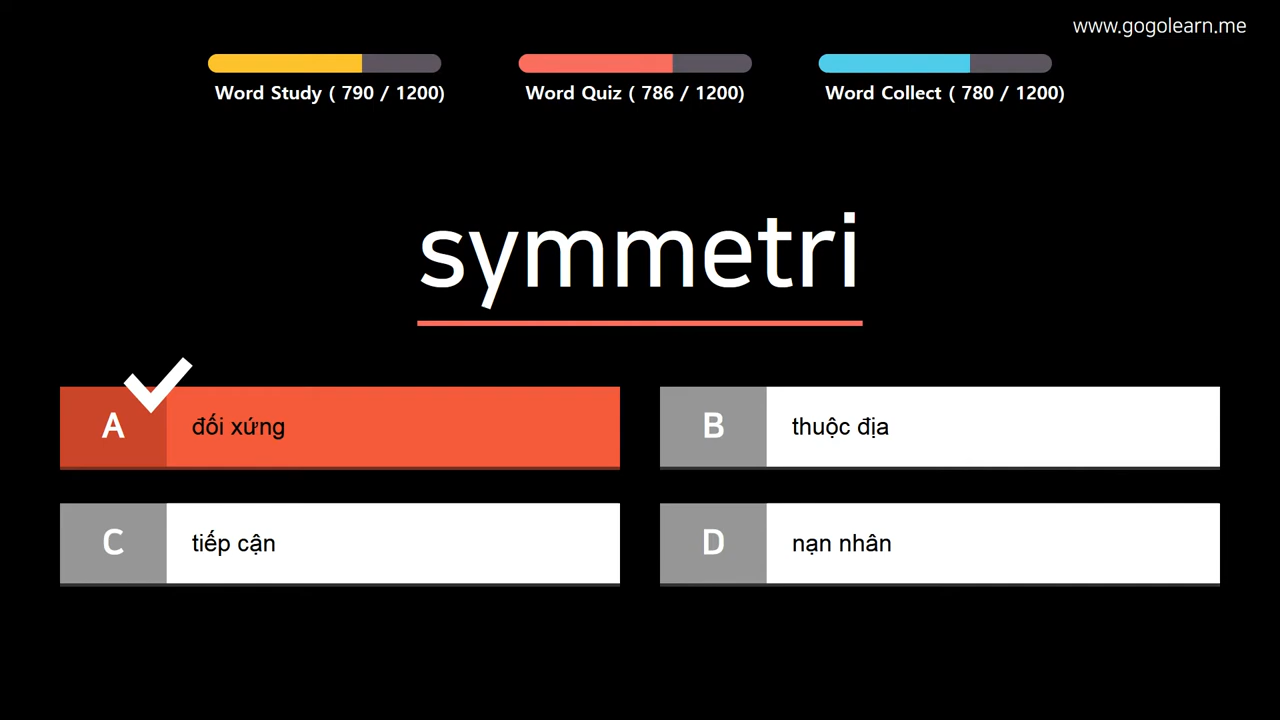 www.gogolearn.me
Word Study ( 790 / 1200)
Word Quiz ( 786 / 1200)
Word Collect ( 780 / 1200)
symmetri
A đối xứng
B thuộc địa
C tiếp cận
D nạn nhân